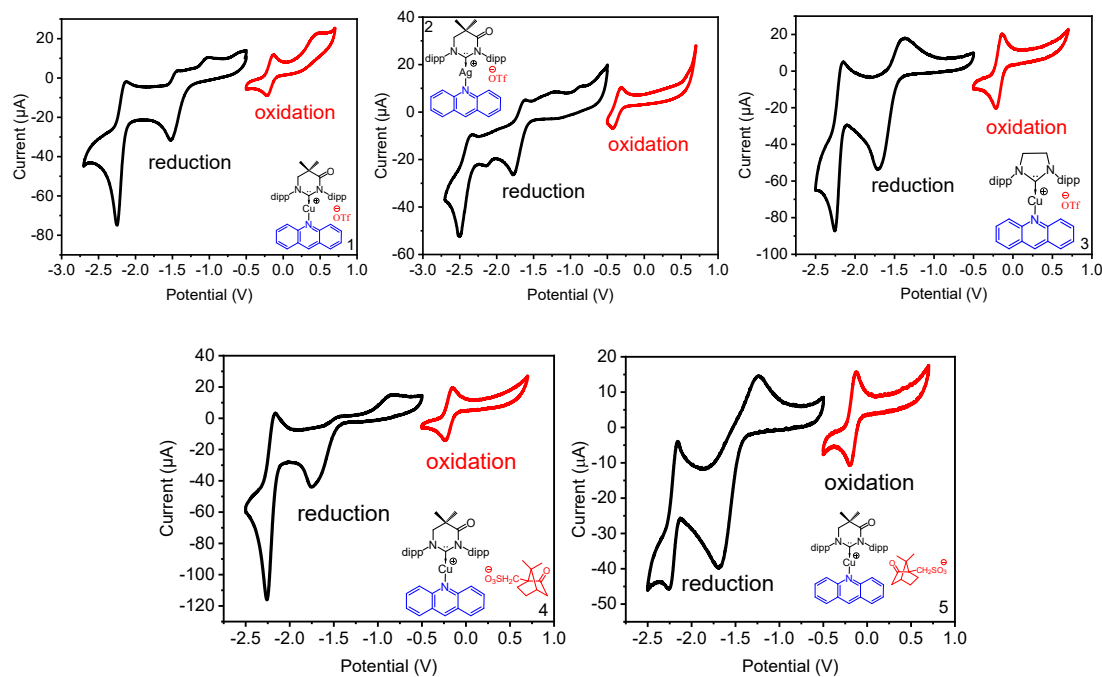 20
0
-20
-40
-60
-80
Current (µA)
-3.0 -2.5 -2.0 -1.5 -1.0 -0.5 0.0 0.5 1.0
Potential (V)
reduction
oxidation
O
N N
dipp dipp
Cu
⊕
⊖
OTf
N
1
40
20
0
-20
-40
-60
Current (µA)
-3.0 -2.5 -2.0 -1.5 -1.0 -0.5 0.0 0.5 1.0
Potential (V)
2
O
N N
dipp dipp
Ag
⊕
⊖
OTf
N
oxidation
reduction
40
20
0
-20
-40
-60
-80
-100
Current (µA)
-2.5 -2.0 -1.5 -1.0 -0.5 0.0 0.5 1.0
Potential (V)
reduction
oxidation
N N
dipp dipp
Cu
⊕
⊖
OTf
N
3
40
20
0
-20
-40
-60
-80
-100
-120
Current (µA)
-2.5 -2.0 -1.5 -1.0 -0.5 0.0 0.5 1.0
Potential (V)
oxidation
reduction
O
N N
dipp dipp
Cu
⊕
⊖
O₃SH₂C
O
N
4
20
10
0
-10
-20
-30
-40
-50
Current (µA)
-2.5 -2.0 -1.5 -1.0 -0.5 0.0 0.5 1.0
Potential (V)
oxidation
reduction
O
N N
dipp dipp
Cu
⊕
⊖
O
CH₂SO₃
N
5